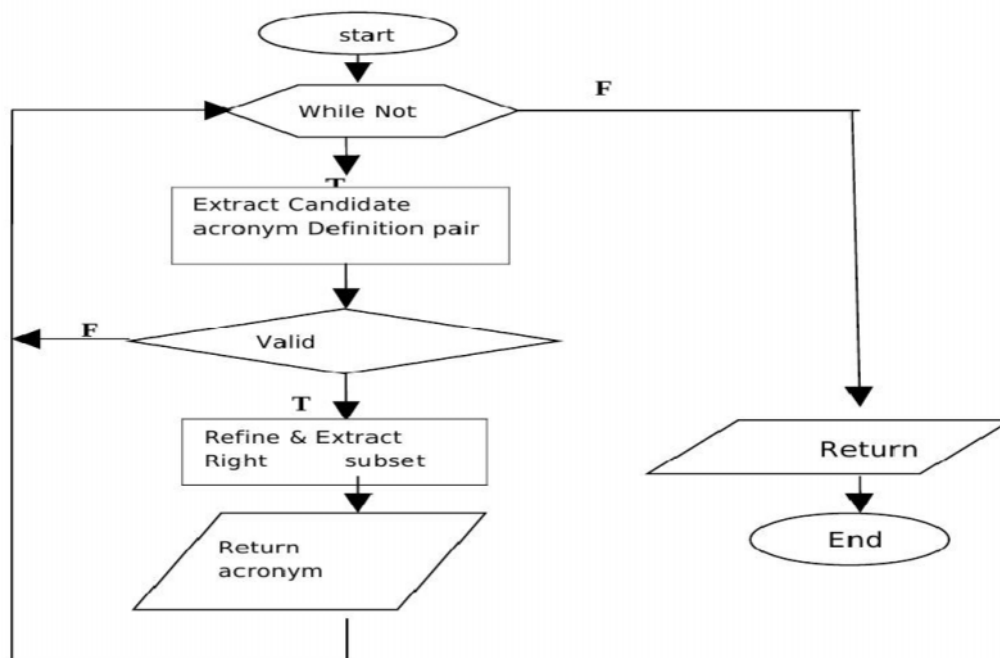 start
While Not
F
T
Extract Candidate
acronym Definition pair
F
Valid
T
Refine & Extract
Right subset
Return
acronym
Return
End